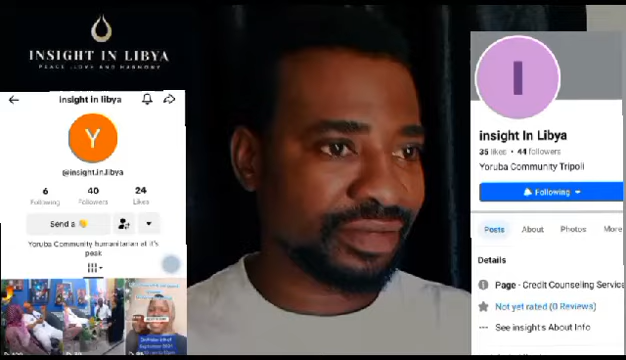 INSIGHT IN LIBYA
PEACE, LOVE AND HARMONY
insight in libya
Y
@insight.in.libya
6
40
24
Following
Followers
Likes
Send a 👋
Yoruba Community humanitarian at it's
peak
I
insight In Libya
35 likes • 44 followers
Yoruba Community Tripoli
Following
Posts
About
Photos
More
Details
Page · Credit Counseling Service
Not yet rated (0 Reviews)
See insight's About Info